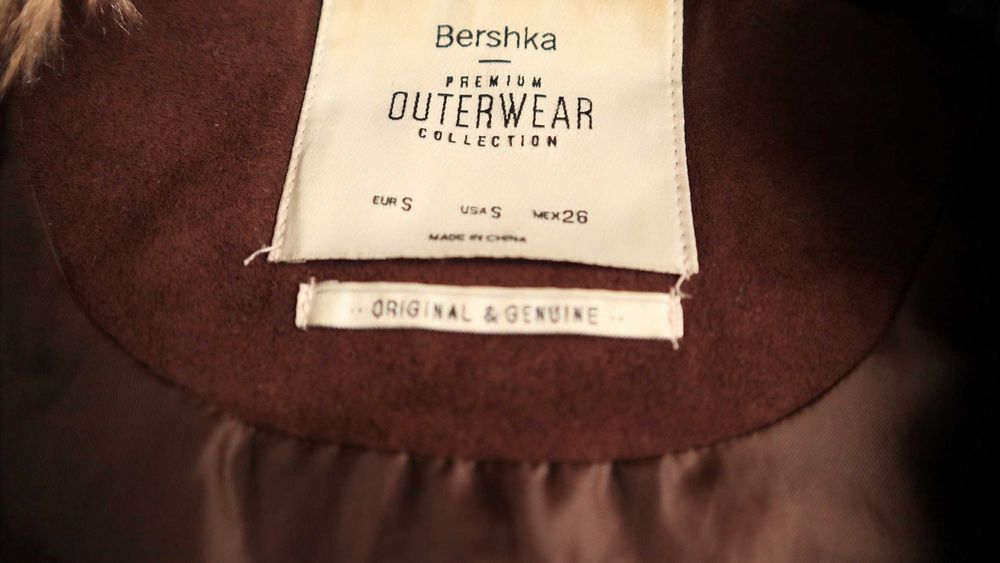 Bershka
PREMIUM
OUTERWEAR
COLLECTION
EUR S USA S MEX 26
MADE IN CHINA
·· ORIGINAL & GENUINE ··